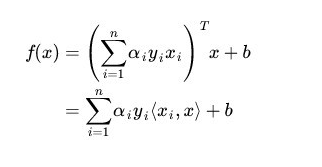 f(x) = (∑_{i=1}^{n} α_i y_i x_i)^T x + b
= ∑_{i=1}^{n} α_i y_i ⟨x_i, x⟩ + b